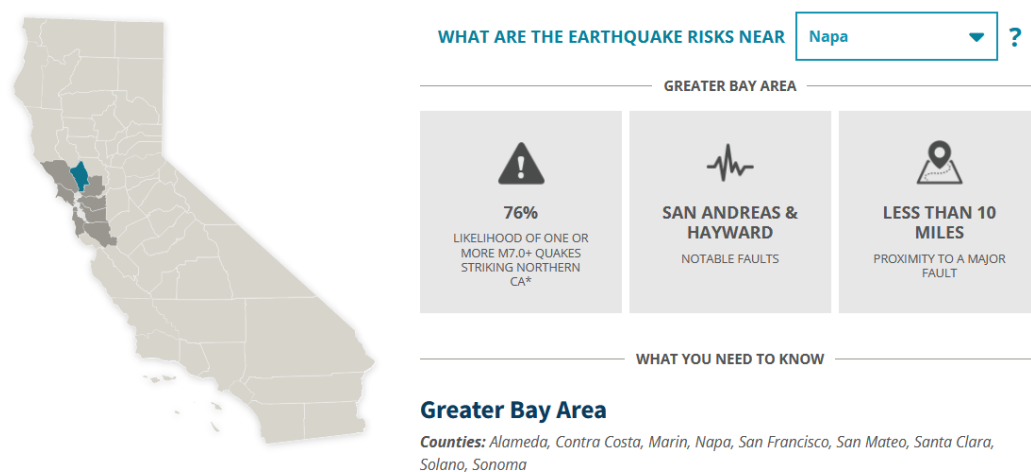 WHAT ARE THE EARTHQUAKE RISKS NEAR Napa ?
GREATER BAY AREA
76%
LIKELIHOOD OF ONE OR
MORE M7.0+ QUAKES
STRIKING NORTHERN
CA*
SAN ANDREAS &
HAYWARD
NOTABLE FAULTS
LESS THAN 10
MILES
PROXIMITY TO A MAJOR
FAULT
WHAT YOU NEED TO KNOW
Greater Bay Area
Counties: Alameda, Contra Costa, Marin, Napa, San Francisco, San Mateo, Santa Clara,
Solano, Sonoma